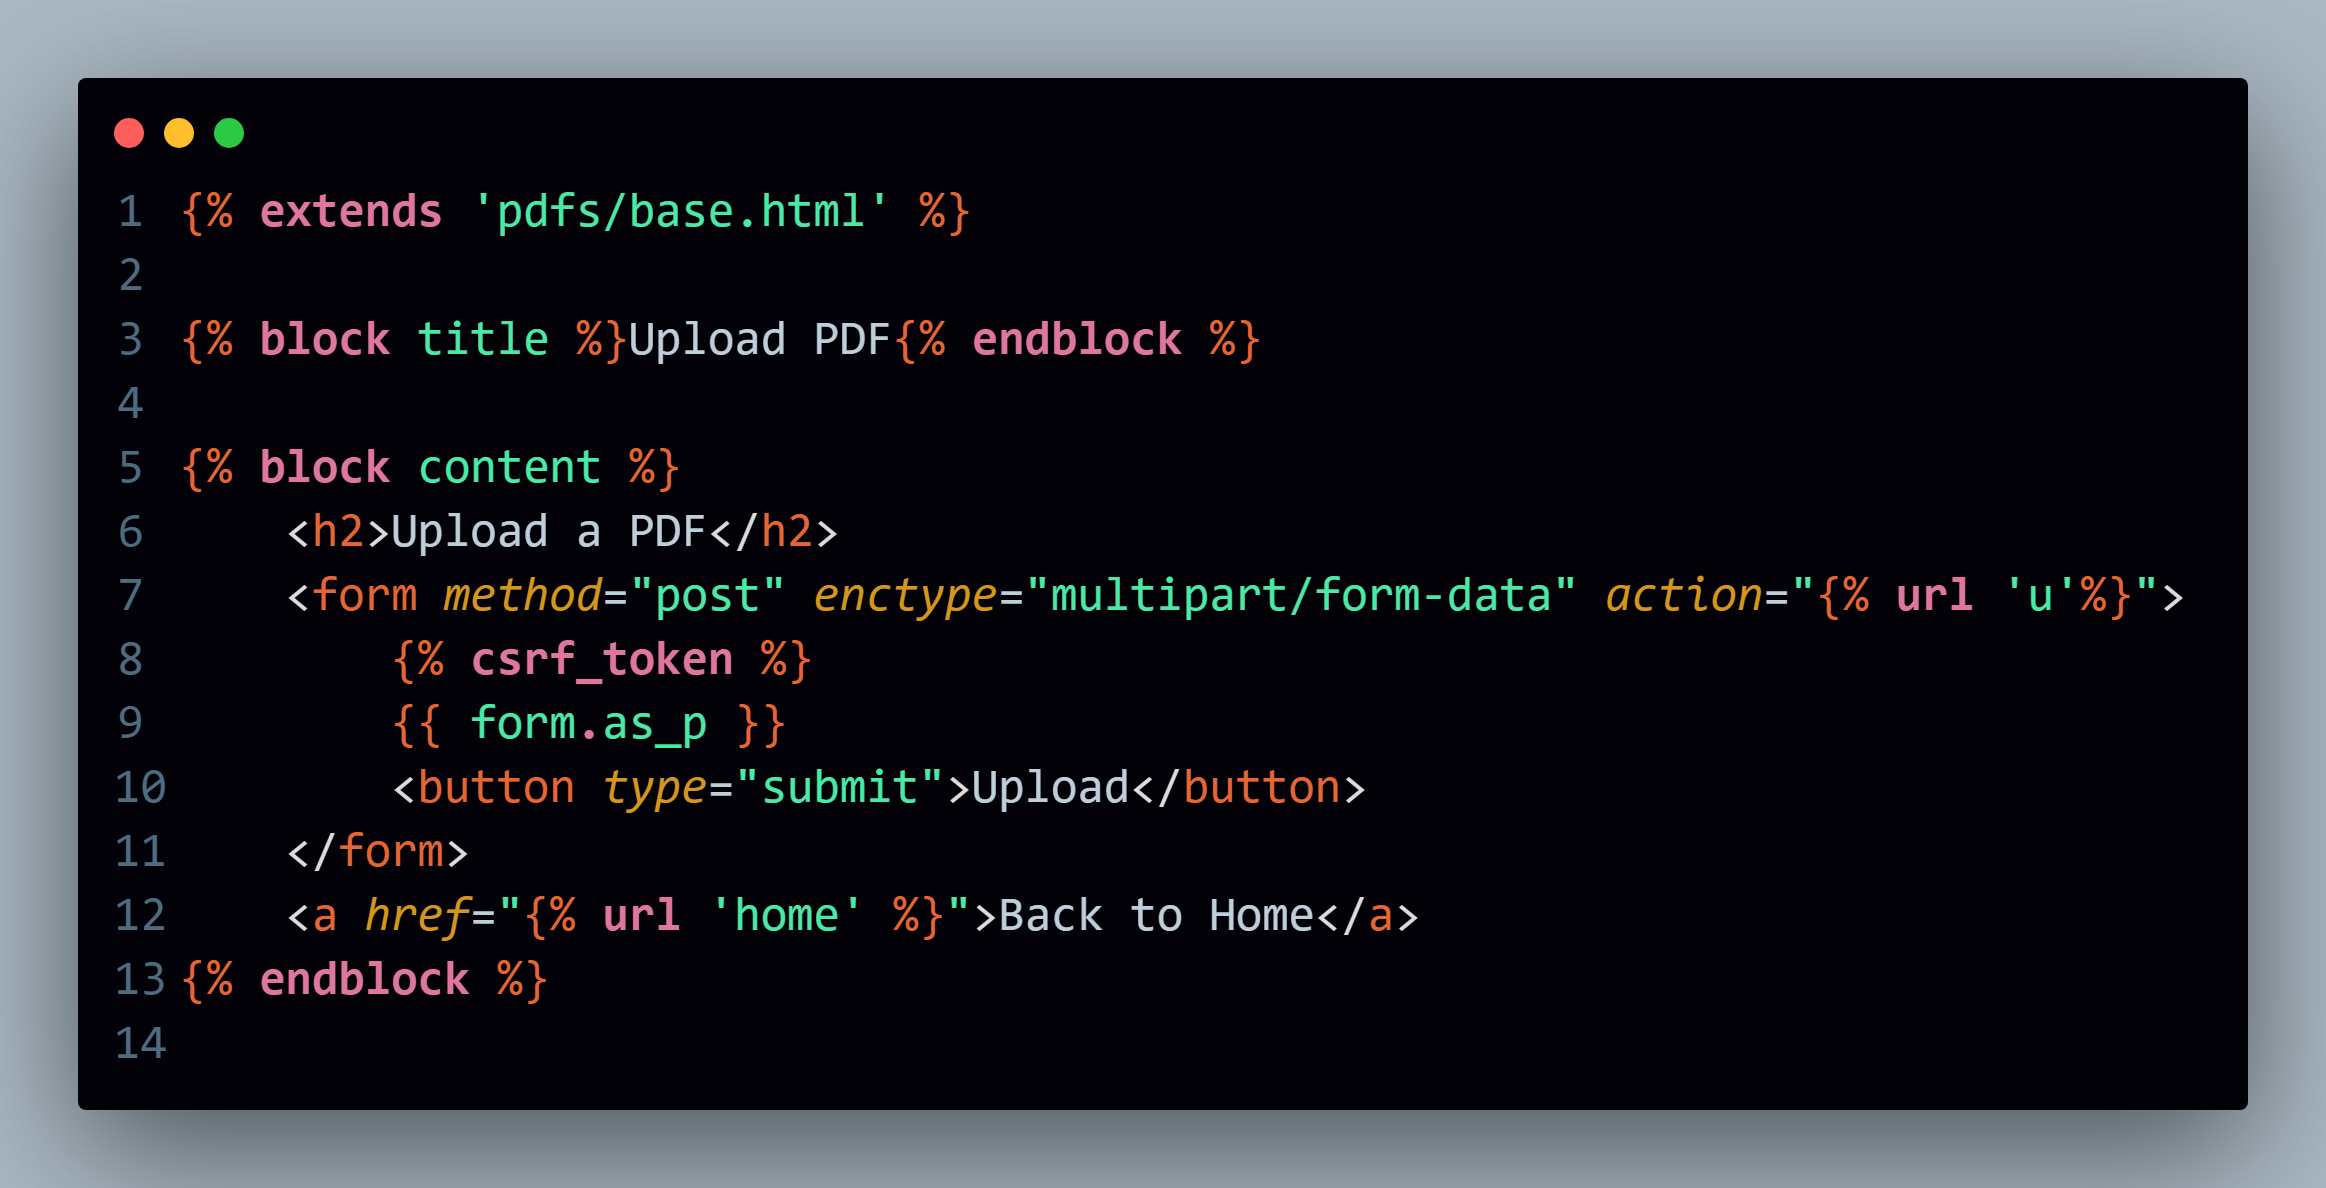 1 {% extends 'pdfs/base.html' %}
2
3 {% block title %}Upload PDF{% endblock %}
4
5 {% block content %}
6     <h2>Upload a PDF</h2>
7     <form method="post" enctype="multipart/form-data" action="{% url 'u'%}">
8         {% csrf_token %}
9         {{ form.as_p }}
10         <button type="submit">Upload</button>
11     </form>
12     <a href="{% url 'home' %}">Back to Home</a>
13 {% endblock %}
14